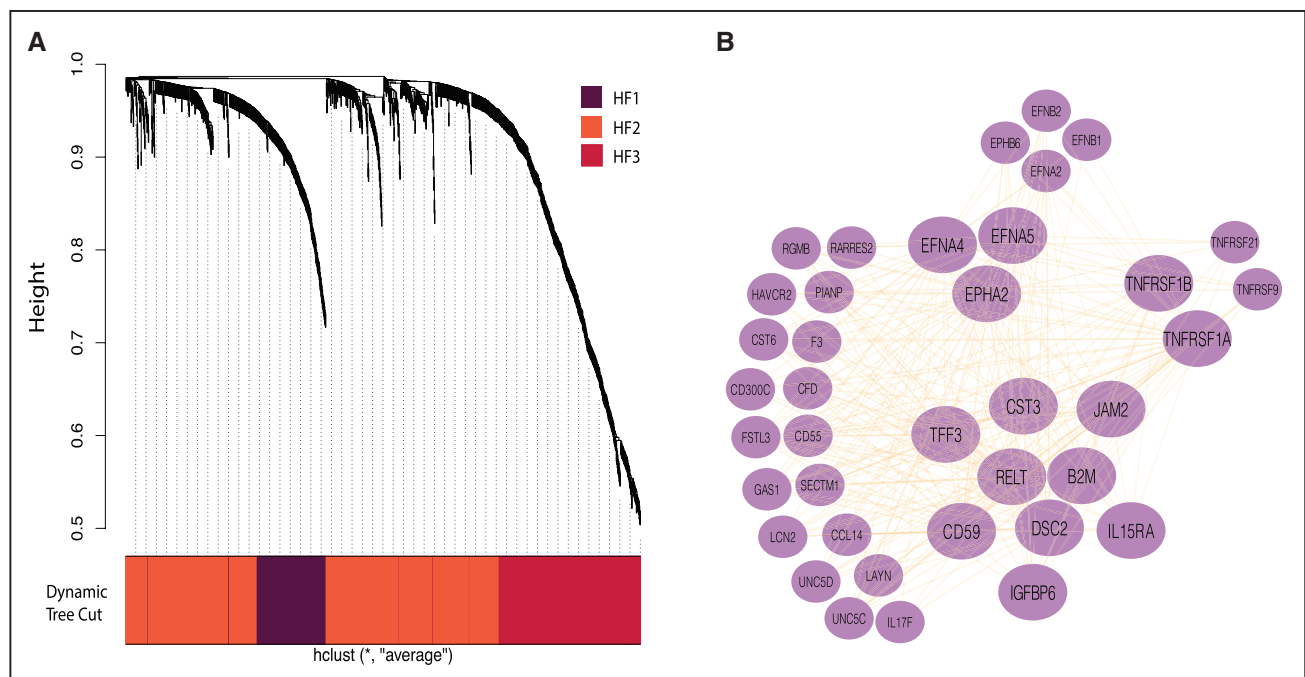 A
B
1.0
0.9
0.8
0.7
0.6
0.5
Height
HF1
HF2
HF3
Dynamic
Tree Cut
hclust (*, "average")
EFNB2
EPHB6
EFNB1
EFNA2
EFNA4
EFNA5
EPHA2
RGMB
RARRES2
HAVCR2
PIANP
CST6
F3
CD300C
CFD
FSTL3
CD55
GAS1
SECTM1
LCN2
CCL14
UNC5D
LAYN
UNC5C
IL17F
TNFRSF21
TNFRSF1B
TNFRSF9
TNFRSF1A
CST3
JAM2
TFF3
RELT
B2M
CD59
DSC2
IL15RA
IGFBP6